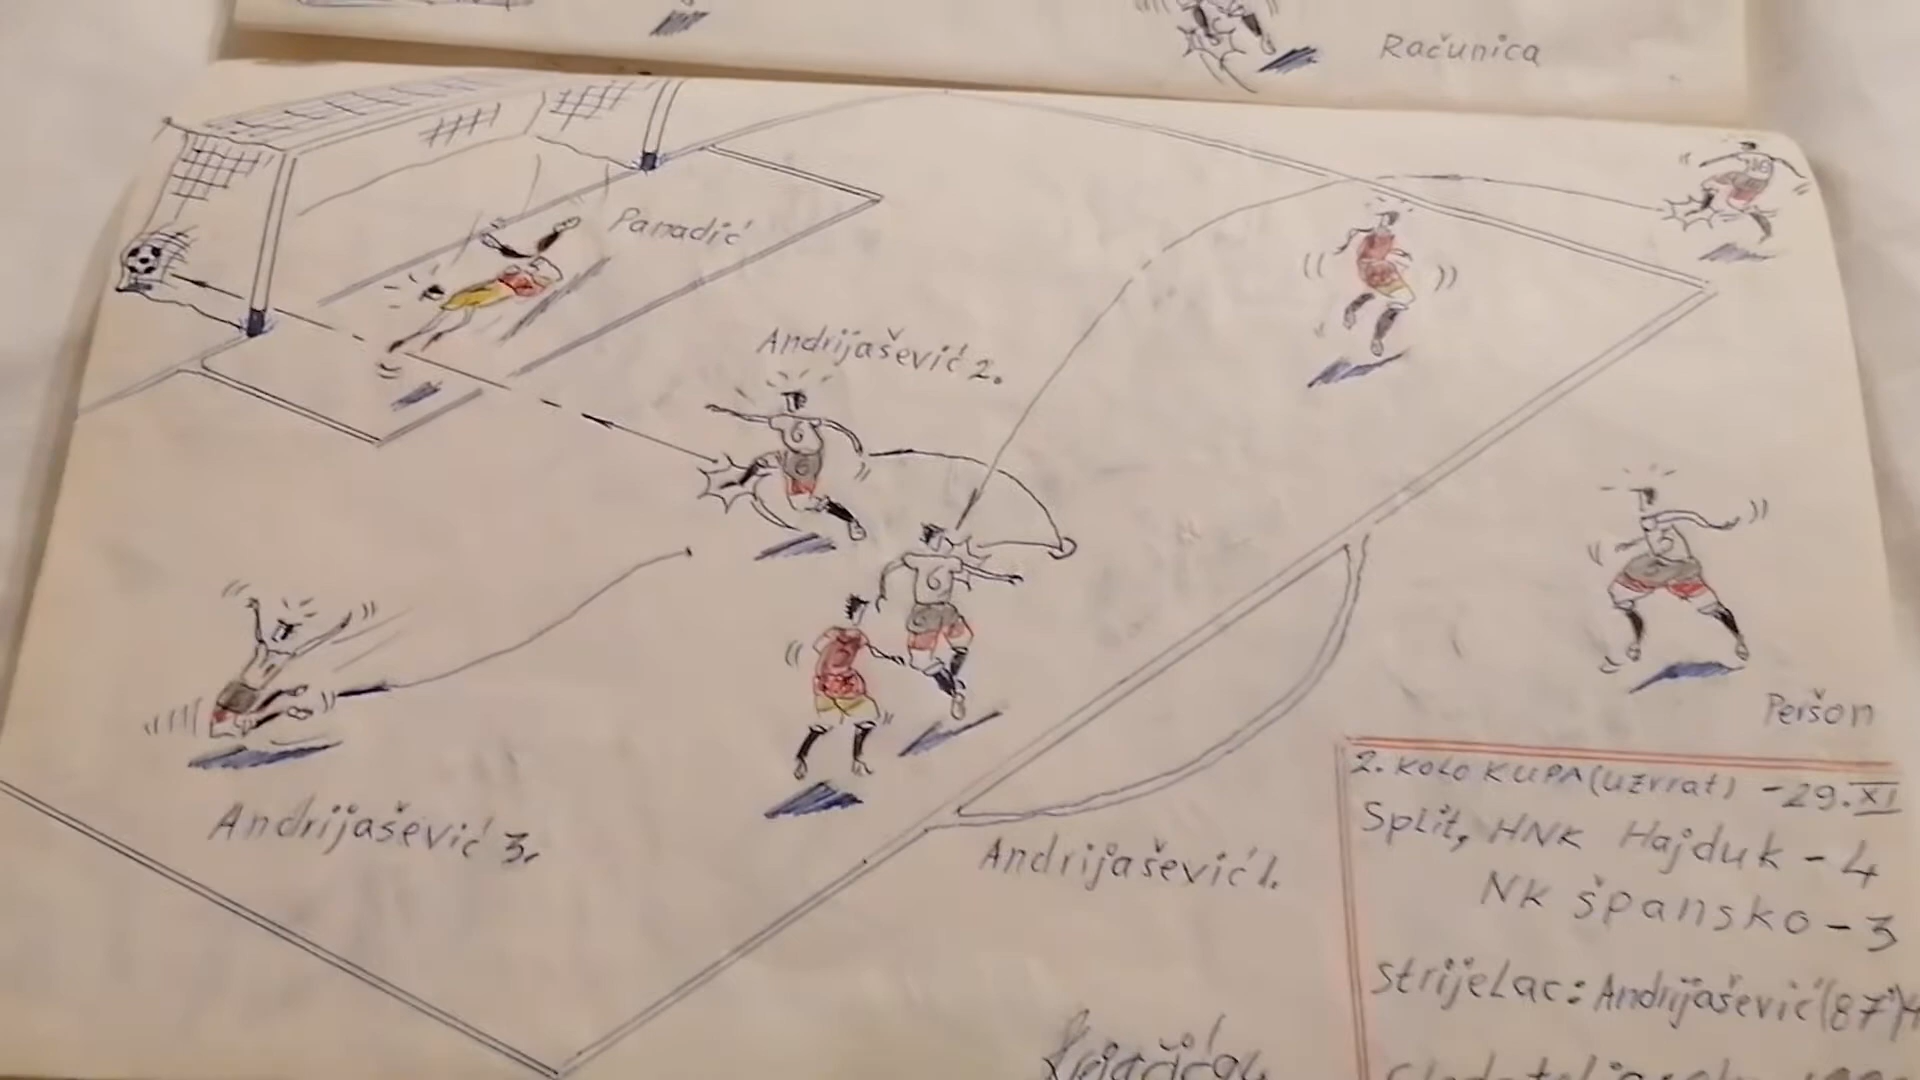 Računica
Panadić
Andrijašević 2.
Peršon
Andrijašević 3.
Andrijašević 1.
2. KOLO KUPA (uzvrat) - 29. XI
Split, HNK Hajduk - 4
NK Špansko - 3
Strijelac: Andrijašević (87')